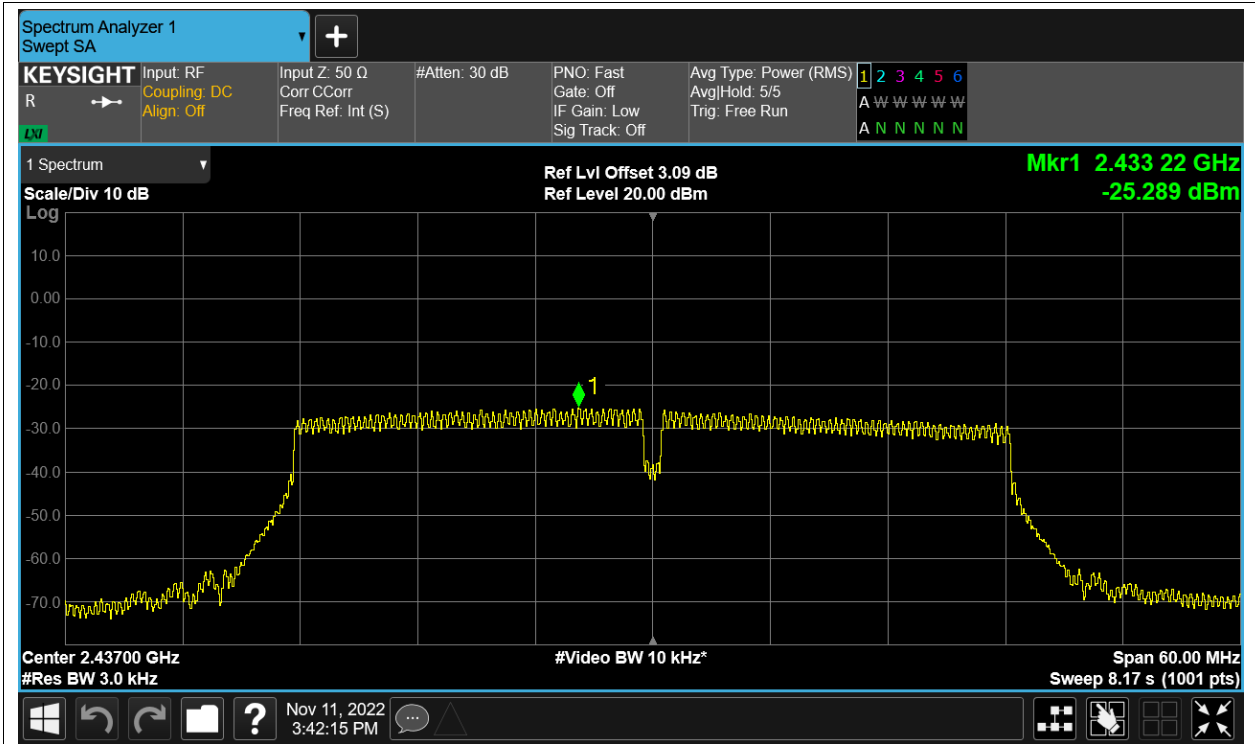 Spectrum Analyzer 1
Swept SA
KEYSIGHT
R
LXI
Input: RF
Coupling: DC
Align: Off
Input Z: 50 Ω
Corr CCorr
Freq Ref: Int (S)
#Atten: 30 dB
PNO: Fast
Gate: Off
IF Gain: Low
Sig Track: Off
Avg Type: Power (RMS)
Avg|Hold: 5/5
Trig: Free Run
1 2 3 4 5 6
A W W W W W
A N N N N N
1 Spectrum
Scale/Div 10 dB
Log
Ref Lvl Offset 3.09 dB
Ref Level 20.00 dBm
Mkr1 2.433 22 GHz
-25.289 dBm
10.0
0.00
-10.0
-20.0
1
-30.0
-40.0
-50.0
-60.0
-70.0
Center 2.43700 GHz
#Res BW 3.0 kHz
#Video BW 10 kHz*
Span 60.00 MHz
Sweep 8.17 s (1001 pts)
?
Nov 11, 2022
3:42:15 PM